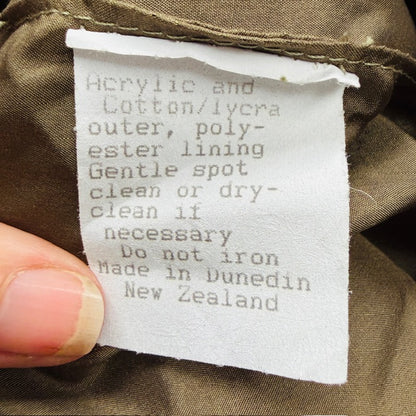 Acrylic and
Cotton/lycra
outer, poly-
ester lining
Gentle spot
clean or dry-
clean if
necessary
Do not iron
Made in Dunedin
New Zealand